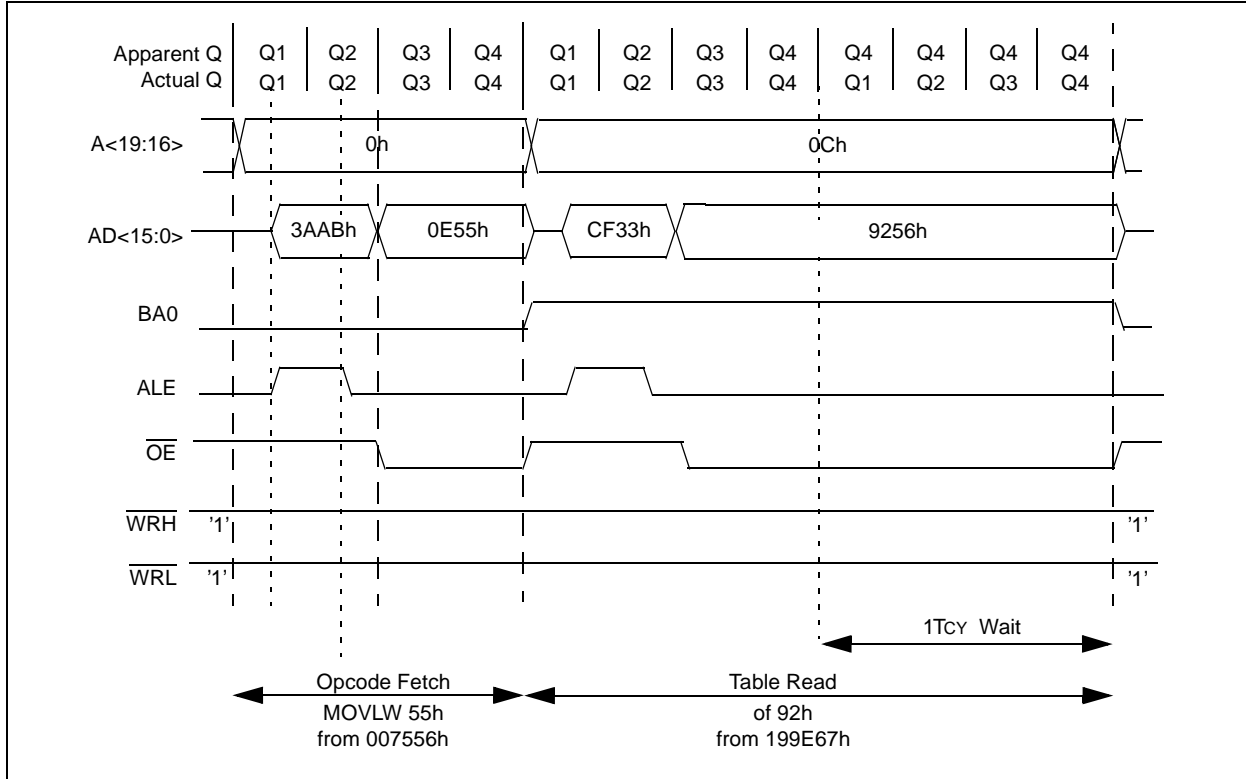 Apparent Q Q1 Q2 Q3 Q4 Q1 Q2 Q3 Q4 Q4 Q4 Q4 Q4
Actual Q Q1 Q2 Q3 Q4 Q1 Q2 Q3 Q4 Q1 Q2 Q3 Q4
A<19:16> 0h 0Ch
AD<15:0> 3AABh 0E55h CF33h 9256h
BA0
ALE
OE
WRH '1' '1'
WRL '1' '1'
1TCY Wait
Opcode Fetch Table Read
MOVLW 55h of 92h
from 007556h from 199E67h